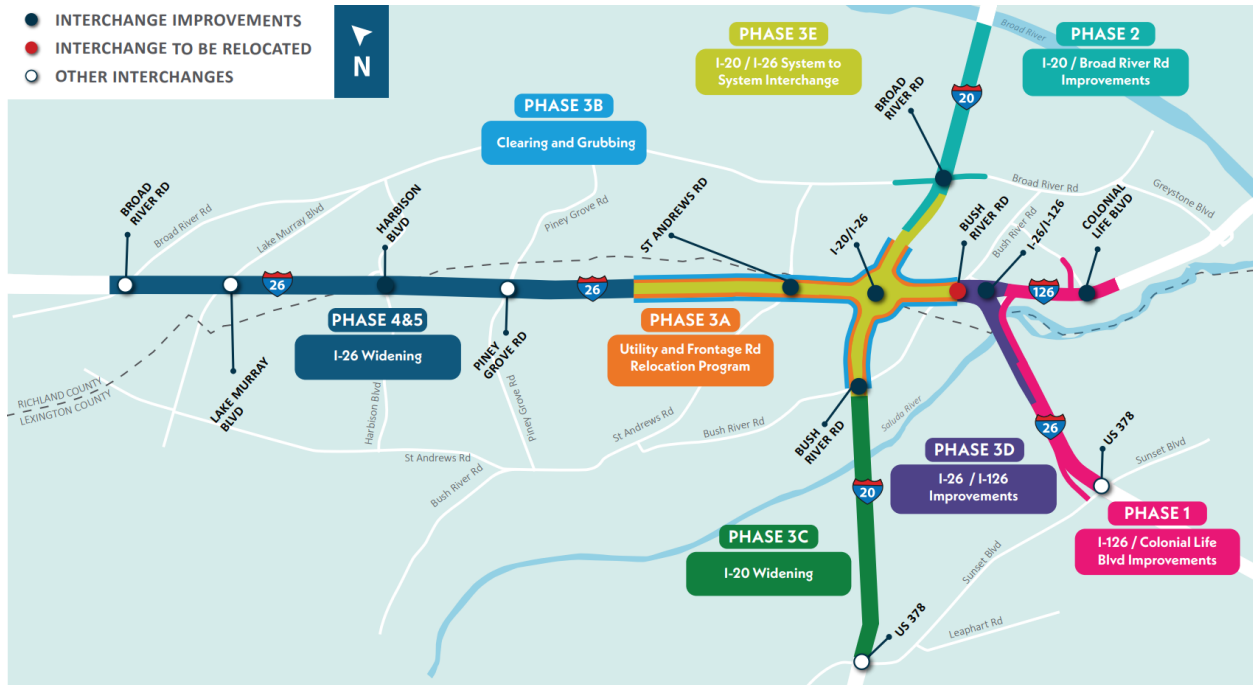 INTERCHANGE IMPROVEMENTS
INTERCHANGE TO BE RELOCATED
OTHER INTERCHANGES
N
PHASE 3E
I-20 / I-26 System to
System Interchange
PHASE 2
I-20 / Broad River Rd
Improvements
Broad River
PHASE 3B
Clearing and Grubbing
BROAD
RIVER RD
20
BROAD
RIVER RD
Broad River Rd
Lake Murray Blvd
HARBISON
BLVD
Piney Grove Rd
ST ANDREWS RD
I-20/I-26
BUSH
RIVER RD
Bush River Rd
I-26/I-126
Broad River Rd
COLONIAL
LIFE BLVD
Greystone Blvd
26
26
126
PHASE 4&5
I-26 Widening
PHASE 3A
Utility and Frontage Rd
Relocation Program
RICHLAND COUNTY
LEXINGTON COUNTY
LAKE MURRAY
BLVD
Harbison Blvd
PINEY
GROVE RD
Piney Grove Rd
St Andrews Rd
St Andrews Rd
Bush River Rd
Bush River Rd
BUSH
RIVER RD
Saluda River
26
US 378
Sunset Blvd
PHASE 3D
I-26 / I-126
Improvements
20
PHASE 1
I-126 / Colonial Life
Blvd Improvements
PHASE 3C
I-20 Widening
Sunset Blvd
US 378
Leaphart Rd